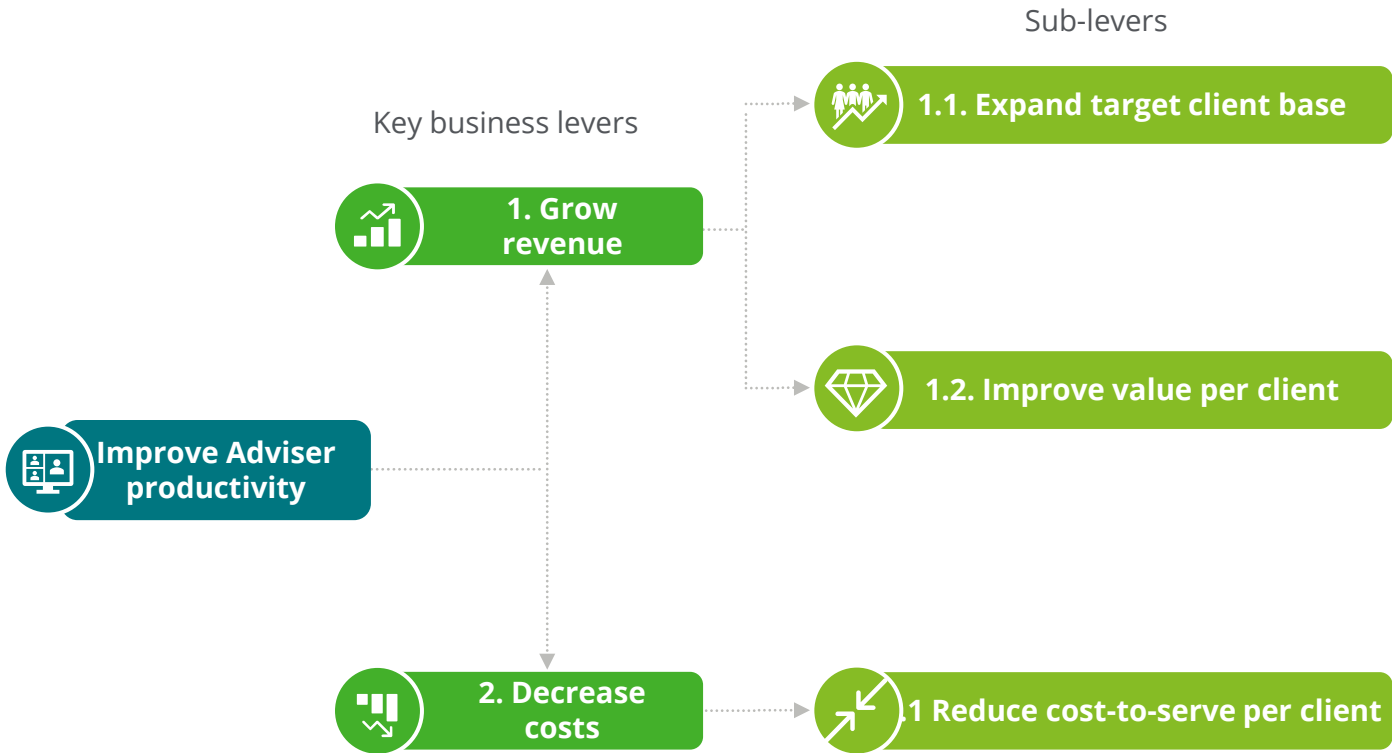 Sub-levers
1.1. Expand target client base
Key business levers
1. Grow
revenue
1.2. Improve value per client
Improve Adviser
productivity
2. Decrease
costs
.1 Reduce cost-to-serve per client